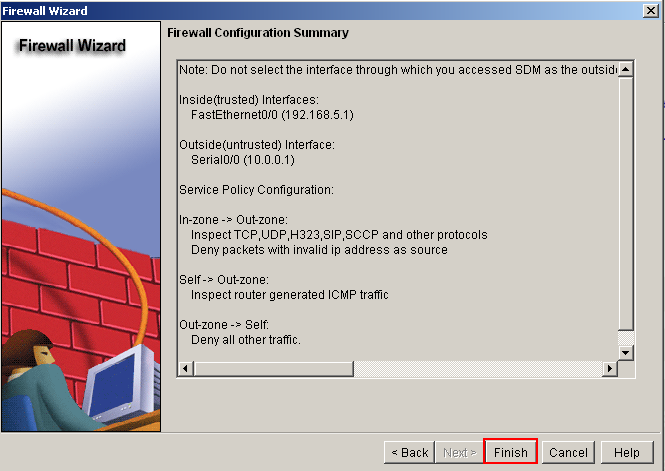 Firewall Wizard
Firewall Wizard
Firewall Configuration Summary
Note: Do not select the interface through which you accessed SDM as the outside
Inside(trusted) Interfaces:
FastEthernet0/0 (192.168.5.1)
Outside(untrusted) Interface:
Serial0/0 (10.0.0.1)
Service Policy Configuration:
In-zone -> Out-zone:
Inspect TCP,UDP,H323,SIP,SCCP and other protocols
Deny packets with invalid ip address as source
Self -> Out-zone:
Inspect router generated ICMP traffic
Out-zone -> Self:
Deny all other traffic.
< Back Next > Finish Cancel Help